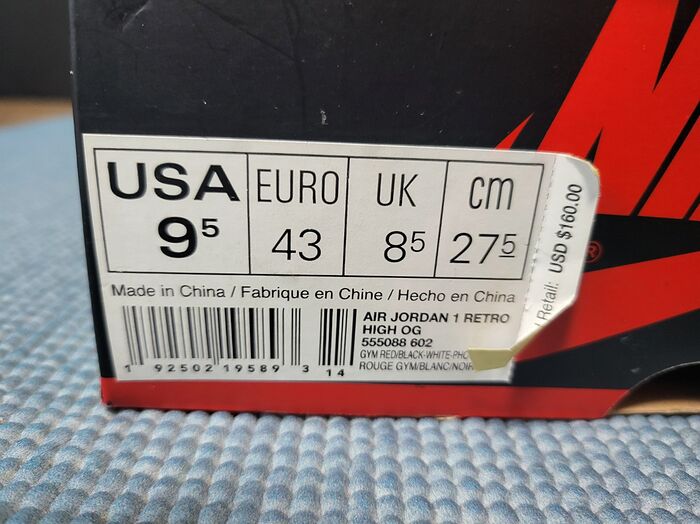 USA EURO UK cm
9⁵ 43 8⁵ 27⁵
Made in China / Fabrique en Chine / Hecho en China
AIR JORDAN 1 RETRO
HIGH OG
555088 602
GYM RED/BLACK-WHITE-PHO
ROUGE GYM/BLANC/NOIR
1 92502 19589 3 14
Retail: USD $160.00
®